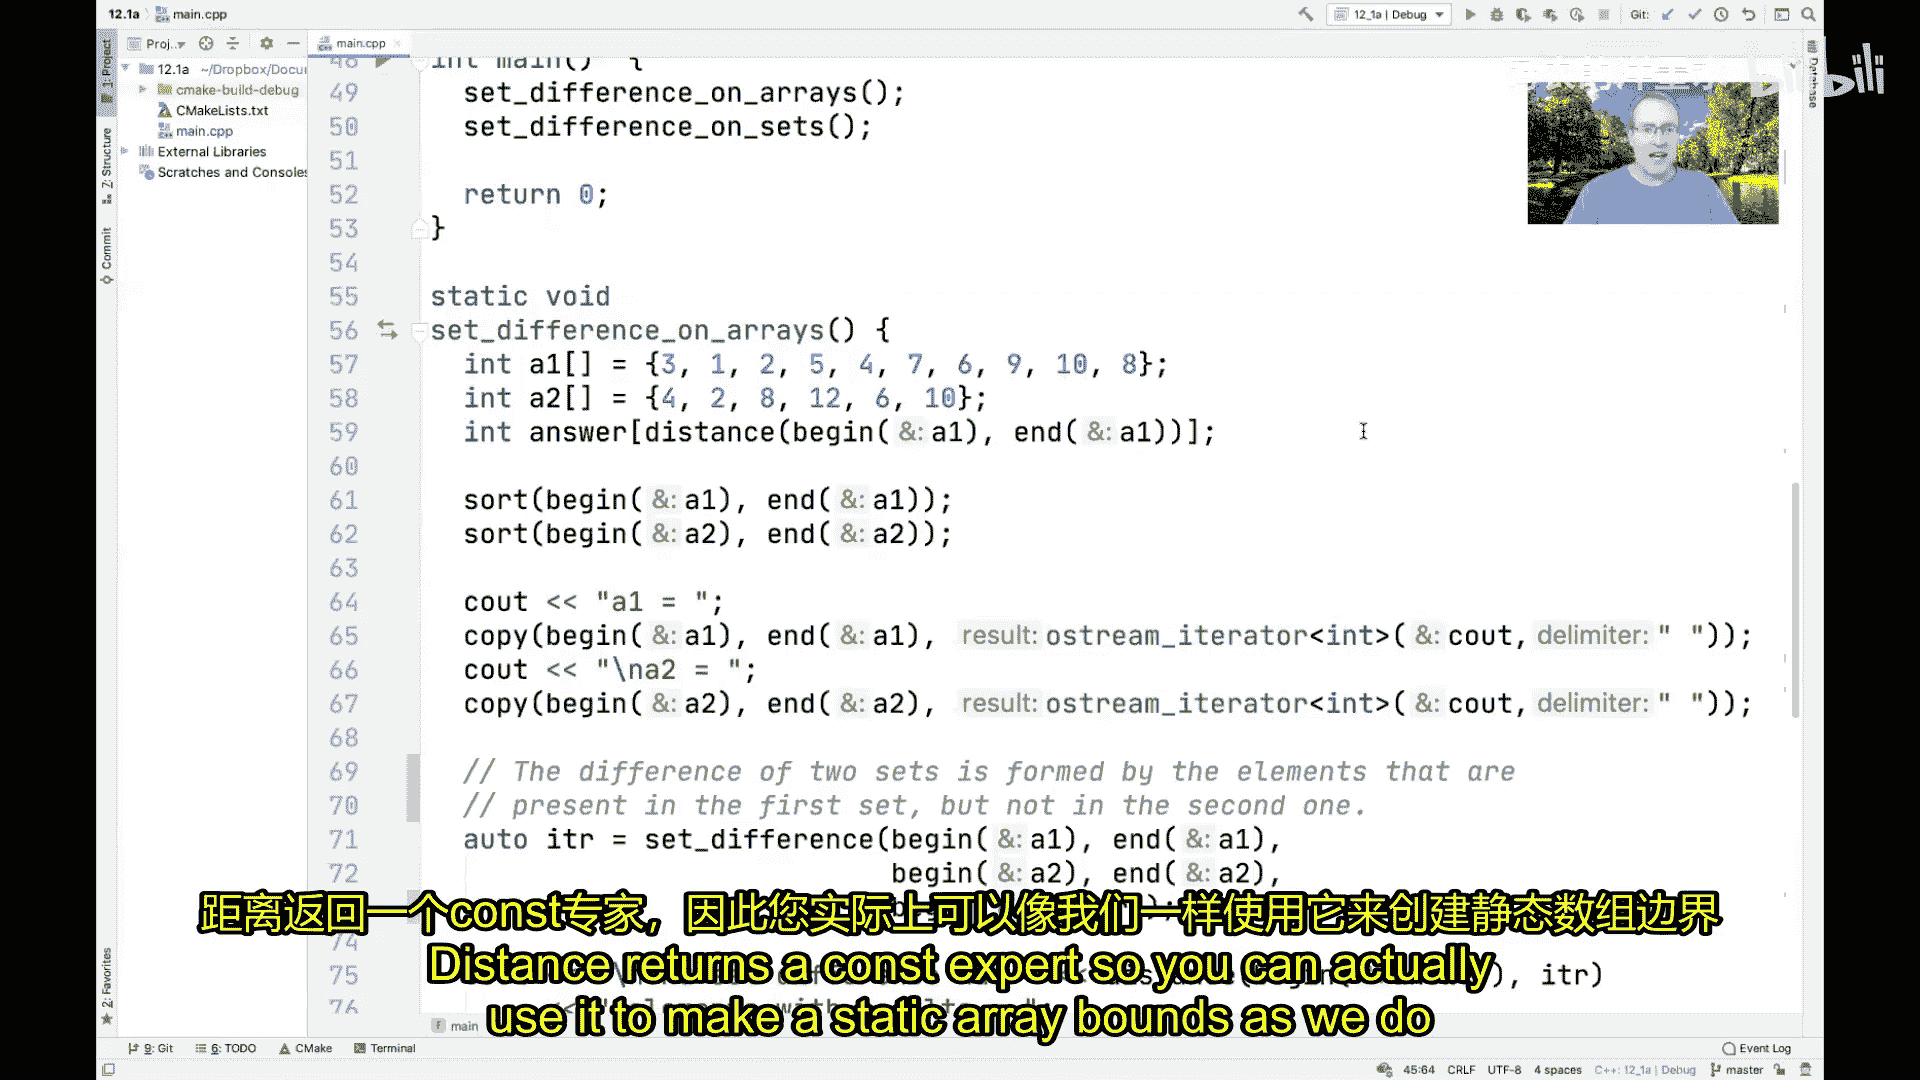 12.1a
main.cpp
12_1a | Debug
Git:
Proj..
main.cpp
1: Project
12.1a ~/Dropbox/Docu
cmake-build-debug
CMakeLists.txt
main.cpp
External Libraries
Scratches and Consoles
Z: Structure
Commit
2: Favorites
Database
bilibili
48 int main() {
49 set_difference_on_arrays();
50 set_difference_on_sets();
51
52 return 0;
53 }
54
55 static void
56 set_difference_on_arrays() {
57 int a1[] = {3, 1, 2, 5, 4, 7, 6, 9, 10, 8};
58 int a2[] = {4, 2, 8, 12, 6, 10};
59 int answer[distance(begin( &: a1), end( &: a1))];
60
61 sort(begin( &: a1), end( &: a1));
62 sort(begin( &: a2), end( &: a2));
63
64 cout << "a1 = ";
65 copy(begin( &: a1), end( &: a1), result: ostream_iterator<int>( &: cout, delimiter: " "));
66 cout << "\na2 = ";
67 copy(begin( &: a2), end( &: a2), result: ostream_iterator<int>( &: cout, delimiter: " "));
68
69 // The difference of two sets is formed by the elements that are
70 // present in the first set, but not in the second one.
71 auto itr = set_difference(begin( &: a1), end( &: a1),
72 begin( &: a2), end( &: a2),
距离返回一个const专家，因此您实际上可以像我们一样使用它来创建静态数组边界
74
Distance returns a const expert so you can actually
75 ), itr)
use it to make a static array bounds as we do
76
main
9: Git
6: TODO
CMake
Terminal
Event Log
45:64 CRLF UTF-8 4 spaces C++: 12_1a | Debug master